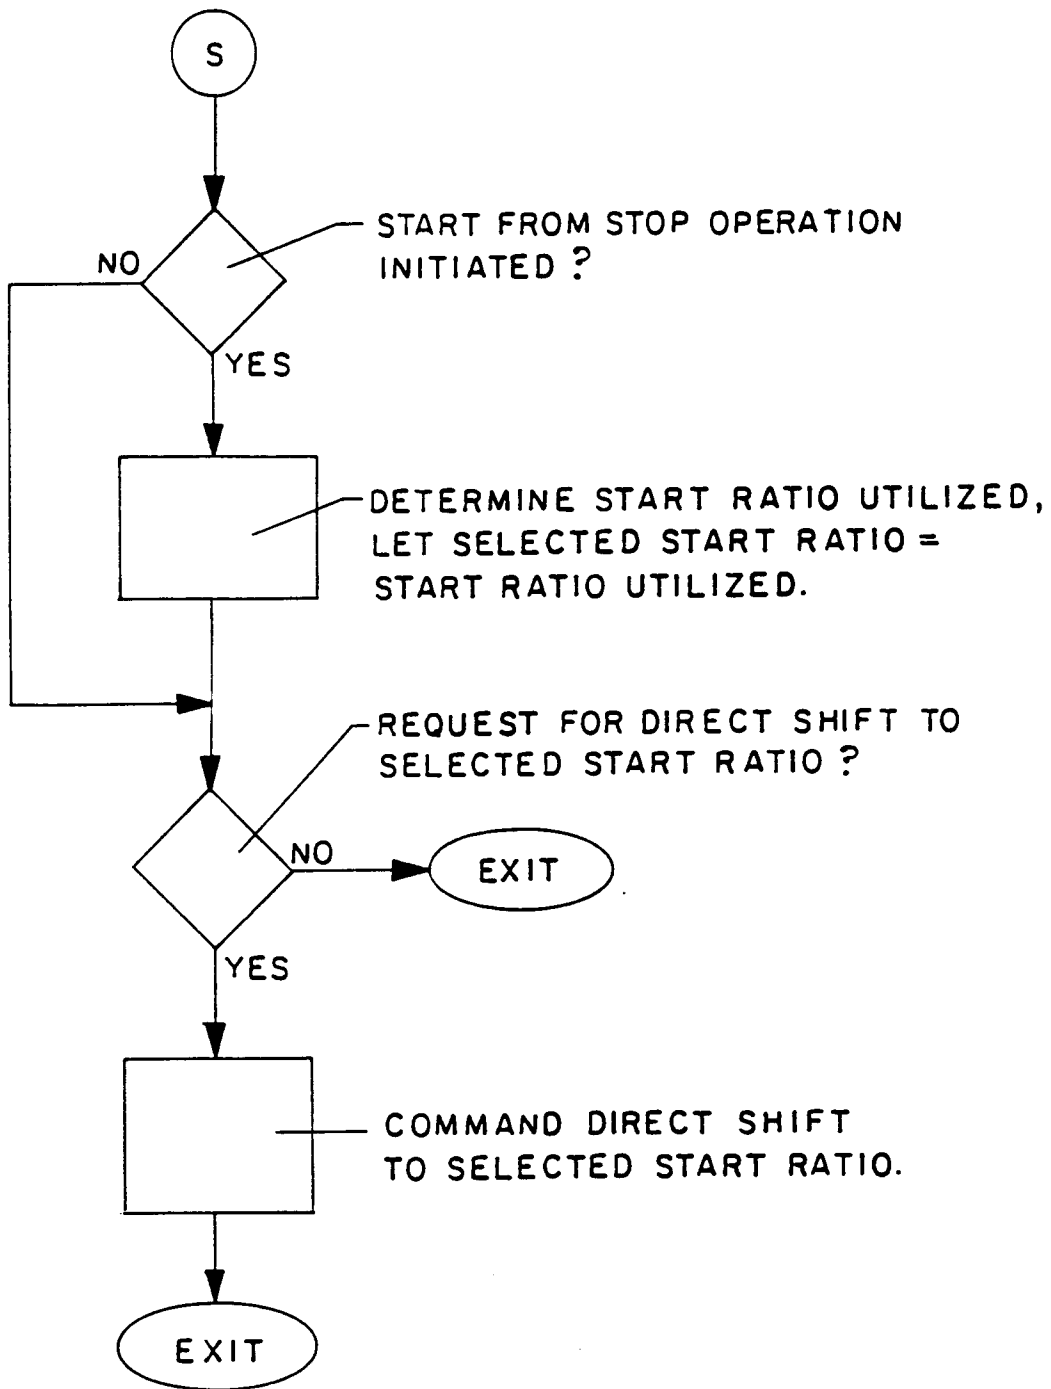 S
START FROM STOP OPERATION
INITIATED ?
NO
YES
DETERMINE START RATIO UTILIZED,
LET SELECTED START RATIO =
START RATIO UTILIZED.
REQUEST FOR DIRECT SHIFT TO
SELECTED START RATIO ?
NO
EXIT
YES
COMMAND DIRECT SHIFT
TO SELECTED START RATIO.
EXIT